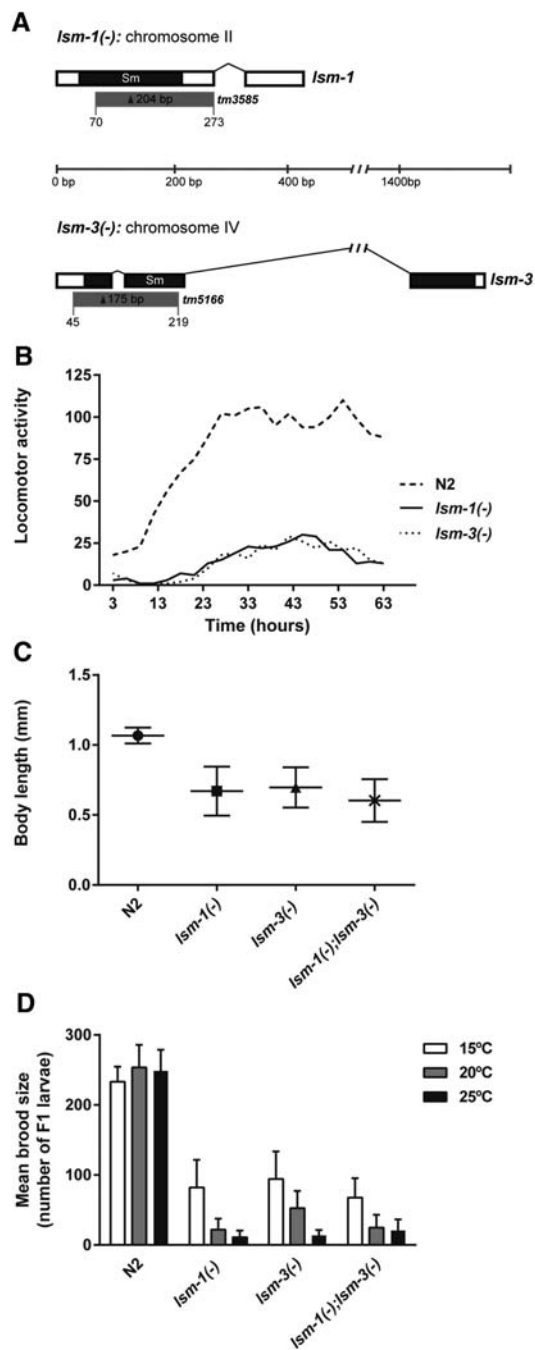 A
lsm-1(-): chromosome II
Sm
lsm-1
▲204 bp
tm3585
70
273
0 bp
200 bp
400 bp
1400bp
lsm-3(-): chromosome IV
Sm
lsm-3
▲175 bp
tm5166
45
219
B
Locomotor activity
125
100
75
50
25
0
3
13
23
33
43
53
63
Time (hours)
N2
lsm-1(-)
lsm-3(-)
C
Body length (mm)
1.5
1.0
0.5
0.0
N2
lsm-1(-)
lsm-3(-)
lsm-1(-);lsm-3(-)
D
Mean brood size
(number of F1 larvae)
300
200
100
0
N2
lsm-1(-)
lsm-3(-)
lsm-1(-);lsm-3(-)
15ºC
20ºC
25ºC